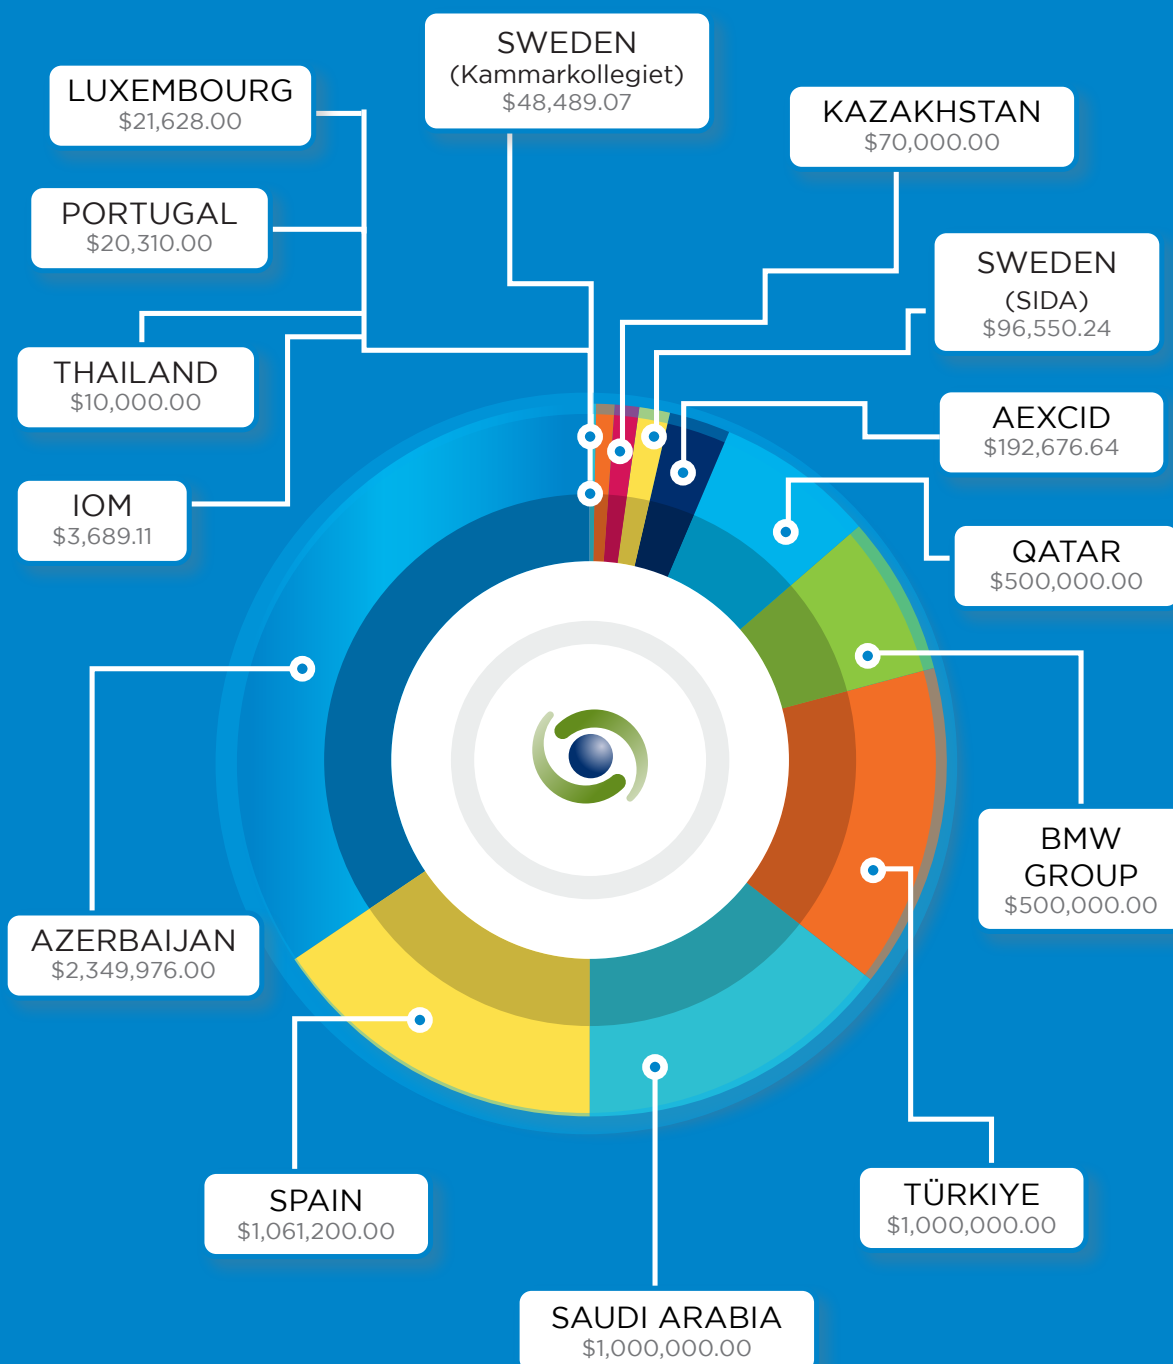 SWEDEN
(Kammarkollegiet)
$48,489.07
LUXEMBOURG
$21,628.00
KAZAKHSTAN
$70,000.00
PORTUGAL
$20,310.00
SWEDEN
(SIDA)
$96,550.24
THAILAND
$10,000.00
AEXCID
$192,676.64
IOM
$3,689.11
QATAR
$500,000.00
BMW
GROUP
$500,000.00
AZERBAIJAN
$2,349,976.00
SPAIN
$1,061,200.00
TÜRKIYE
$1,000,000.00
SAUDI ARABIA
$1,000,000.00